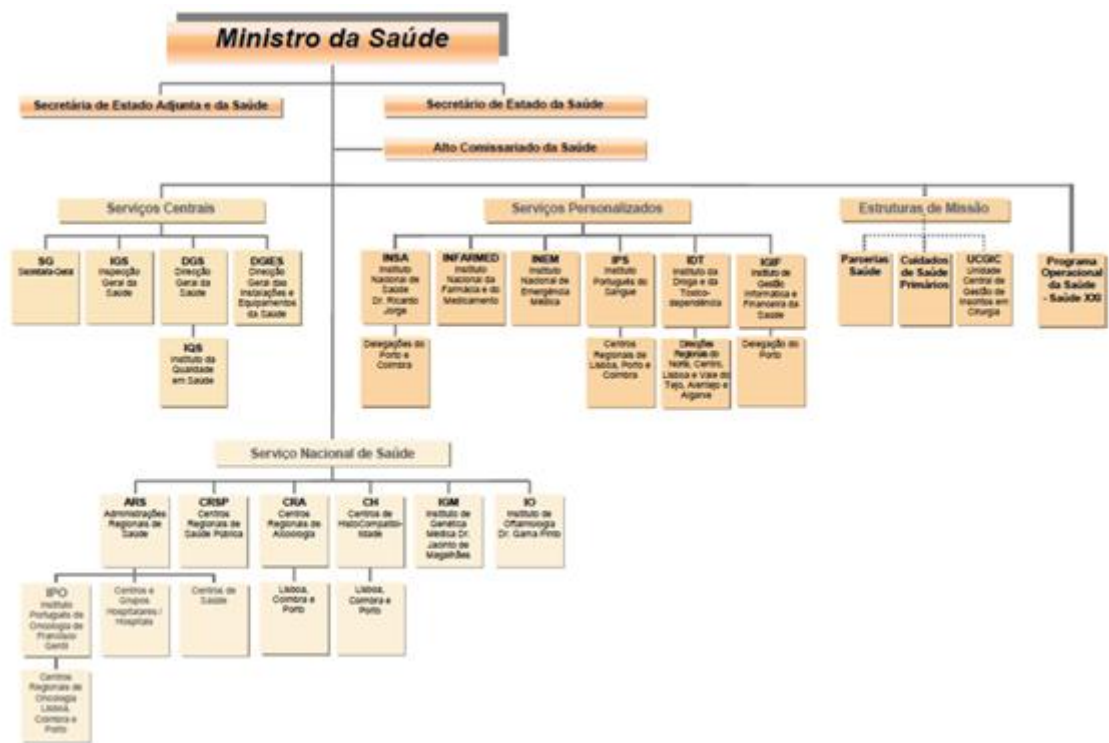 Ministro da Saúde
Secretária de Estado Adjunta e da Saúde
Secretário de Estado da Saúde
Alto Comissariado da Saúde
Serviços Centrais
Serviços Personalizados
Estruturas de Missão
SG
Secretaria-Geral
IGS
Inspecção
Geral da Saúde
DGS
Direcção
Geral da
Saúde
DGIES
Direcção
Geral das
Instalações e
Equipamentos
da Saúde
IQS
Instituto da
Qualidade
em Saúde
INSA
Instituto
Nacional de
Saúde
Dr. Ricardo
Jorge
INFARMED
Instituto
Nacional da
Farmácia e do
Medicamento
INEM
Instituto
Nacional de
Emergência
Médica
IPS
Instituto
Português do
Sangue
IDT
Instituto da
Droga e da
Toxico-
dependência
IGIF
Instituto de
Gestão
Informática e
Financeira da
Saúde
Parcerias
Saúde
Cuidados
de Saúde
Primários
UCGIC
Unidade
Central de
Gestão de
Inscritos em
Cirurgia
Programa
Operacional
da Saúde
- Saúde XXI
Delegações do
Porto e
Coimbra
Centros
Regionais de
Lisboa, Porto e
Coimbra
Direcções
Regionais do
Norte, Centro,
Lisboa e Vale do
Tejo, Alentejo e
Algarve
Delegação do
Porto
Serviço Nacional de Saúde
ARS
Administrações
Regionais de
Saúde
CRSP
Centros
Regionais de
Saúde Pública
CRA
Centros
Regionais de
Alcoologia
CH
Centros de
HistoCompatibi-
lidade
IGM
Instituto de
Genética
Médica Dr.
Jacinto de
Magalhães
IO
Instituto de
Oftalmologia
Dr. Gama Pinto
IPO
Instituto
Português de
Oncologia de
Francisco
Gentil
Centros e
Grupos
Hospitalares /
Hospitais
Centros de
Saúde
Lisboa,
Coimbra e
Porto
Lisboa,
Coimbra e
Porto
Centros
Regionais de
Oncologia
Lisboa,
Coimbra e
Porto